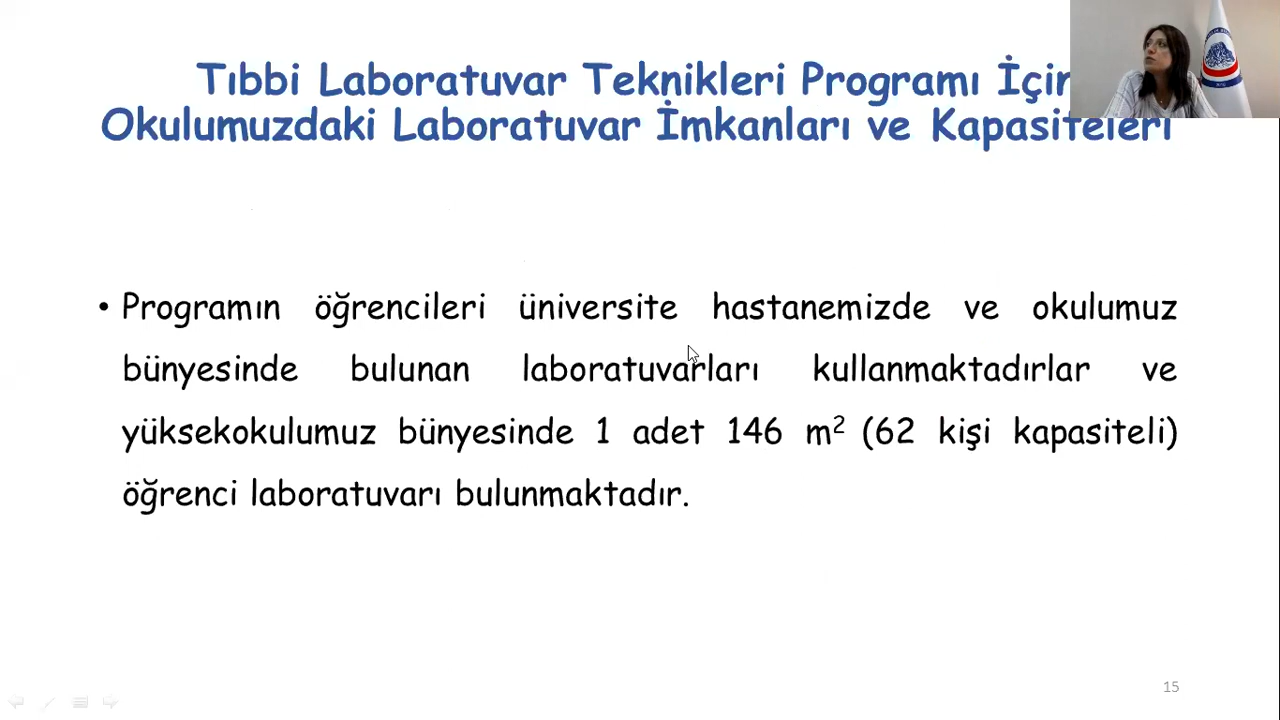 Tıbbi Laboratuvar Teknikleri Programı İçin
Okulumuzdaki Laboratuvar İmkanları ve Kapasiteleri
• Programın öğrencileri üniversite hastanemizde ve okulumuz
bünyesinde bulunan laboratuvarları kullanmaktadırlar ve
yüksekokulumuz bünyesinde 1 adet 146 m² (62 kişi kapasiteli)
öğrenci laboratuvarı bulunmaktadır.
15